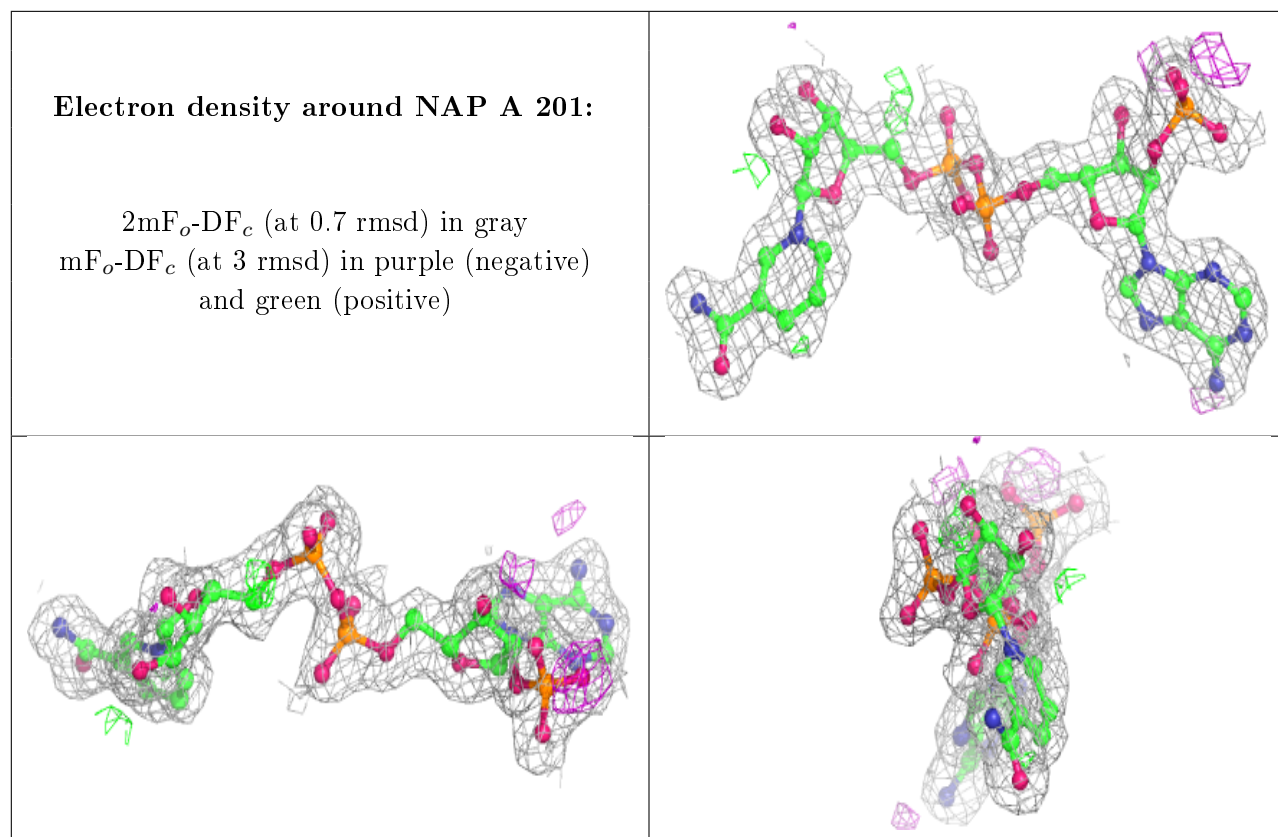 Electron density around NAP A 201:
2mFo-DFc (at 0.7 rmsd) in gray
mFo-DFc (at 3 rmsd) in purple (negative)
and green (positive)